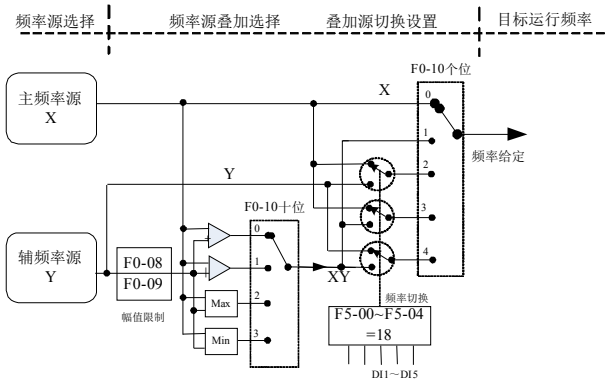 频率源选择 频率源叠加选择 叠加源切换设置 目标运行频率
F0-10个位
主频率源
X
X
0
1
频率给定
Y
2
F0-10十位
3
辅频率源
Y
F0-08
F0-09
幅值限制
+
+
0
1
4
XY
Max
2
频率切换
Min
3
F5-00~F5-04
=18
DI1~DI5